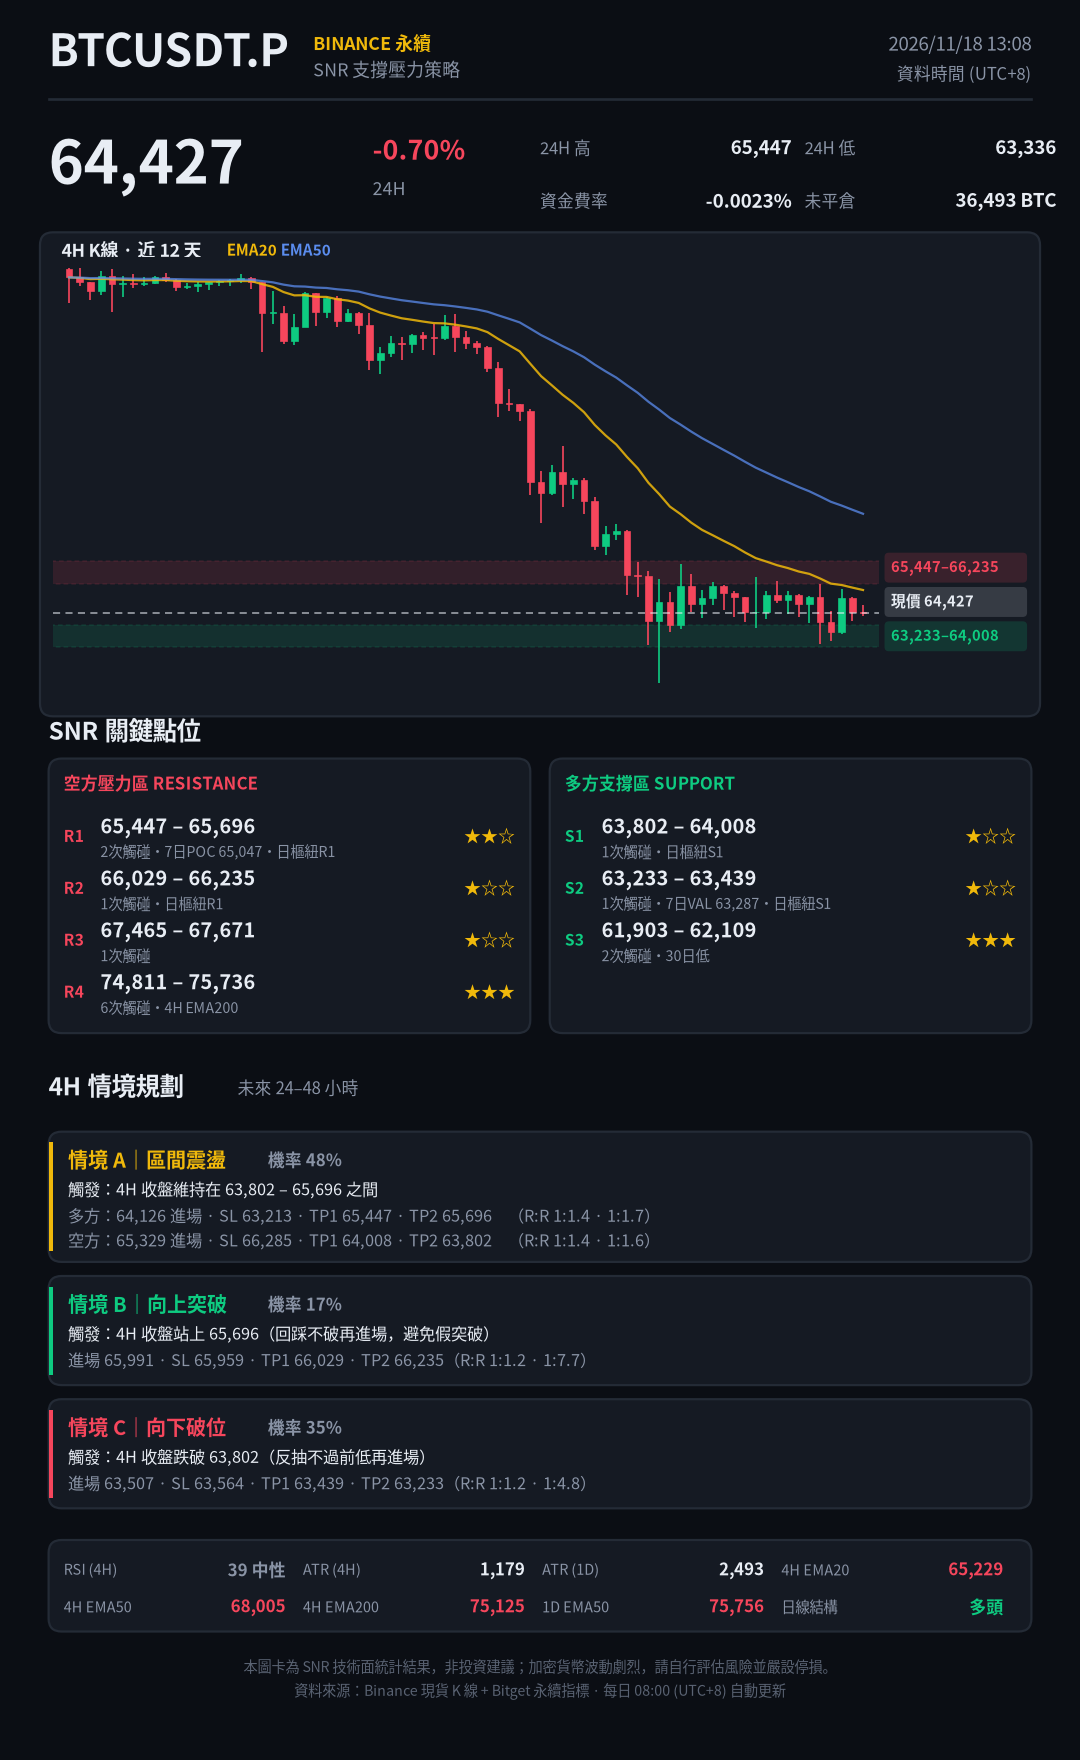 BTCUSDT.P
BINANCE 永續
SNR 支撐壓力策略
2026/11/18 13:08
資料時間 (UTC+8)
64,427
-0.70%
24H
24H 高 65,447 24H 低 63,336
資金費率 -0.0023% 未平倉 36,493 BTC
4H K線 · 近 12 天 EMA20 EMA50
65,447–66,235
現價 64,427
63,233–64,008
SNR 關鍵點位
空方壓力區 RESISTANCE
R1 65,447 – 65,696 ★★☆
2次觸碰・7日POC 65,047・日樞紐R1
R2 66,029 – 66,235 ★☆☆
1次觸碰・日樞紐R1
R3 67,465 – 67,671 ★☆☆
1次觸碰
R4 74,811 – 75,736 ★★★
6次觸碰・4H EMA200
多方支撐區 SUPPORT
S1 63,802 – 64,008 ★☆☆
1次觸碰・日樞紐S1
S2 63,233 – 63,439 ★☆☆
1次觸碰・7日VAL 63,287・日樞紐S1
S3 61,903 – 62,109 ★★★
2次觸碰・30日低
4H 情境規劃 未來 24–48 小時
情境 A｜區間震盪 機率 48%
觸發：4H 收盤維持在 63,802 – 65,696 之間
多方：64,126 進場 · SL 63,213 · TP1 65,447 · TP2 65,696 （R:R 1:1.4 · 1:1.7）
空方：65,329 進場 · SL 66,285 · TP1 64,008 · TP2 63,802 （R:R 1:1.4 · 1:1.6）
情境 B｜向上突破 機率 17%
觸發：4H 收盤站上 65,696（回踩不破再進場，避免假突破）
進場 65,991 · SL 65,959 · TP1 66,029 · TP2 66,235（R:R 1:1.2 · 1:7.7）
情境 C｜向下破位 機率 35%
觸發：4H 收盤跌破 63,802（反抽不過前低再進場）
進場 63,507 · SL 63,564 · TP1 63,439 · TP2 63,233（R:R 1:1.2 · 1:4.8）
RSI (4H) 39 中性 ATR (4H) 1,179 ATR (1D) 2,493 4H EMA20 65,229
4H EMA50 68,005 4H EMA200 75,125 1D EMA50 75,756 日線結構 多頭
本圖卡為 SNR 技術面統計結果，非投資建議；加密貨幣波動劇烈，請自行評估風險並嚴設停損。
資料來源：Binance 現貨 K 線 + Bitget 永續指標 · 每日 08:00 (UTC+8) 自動更新